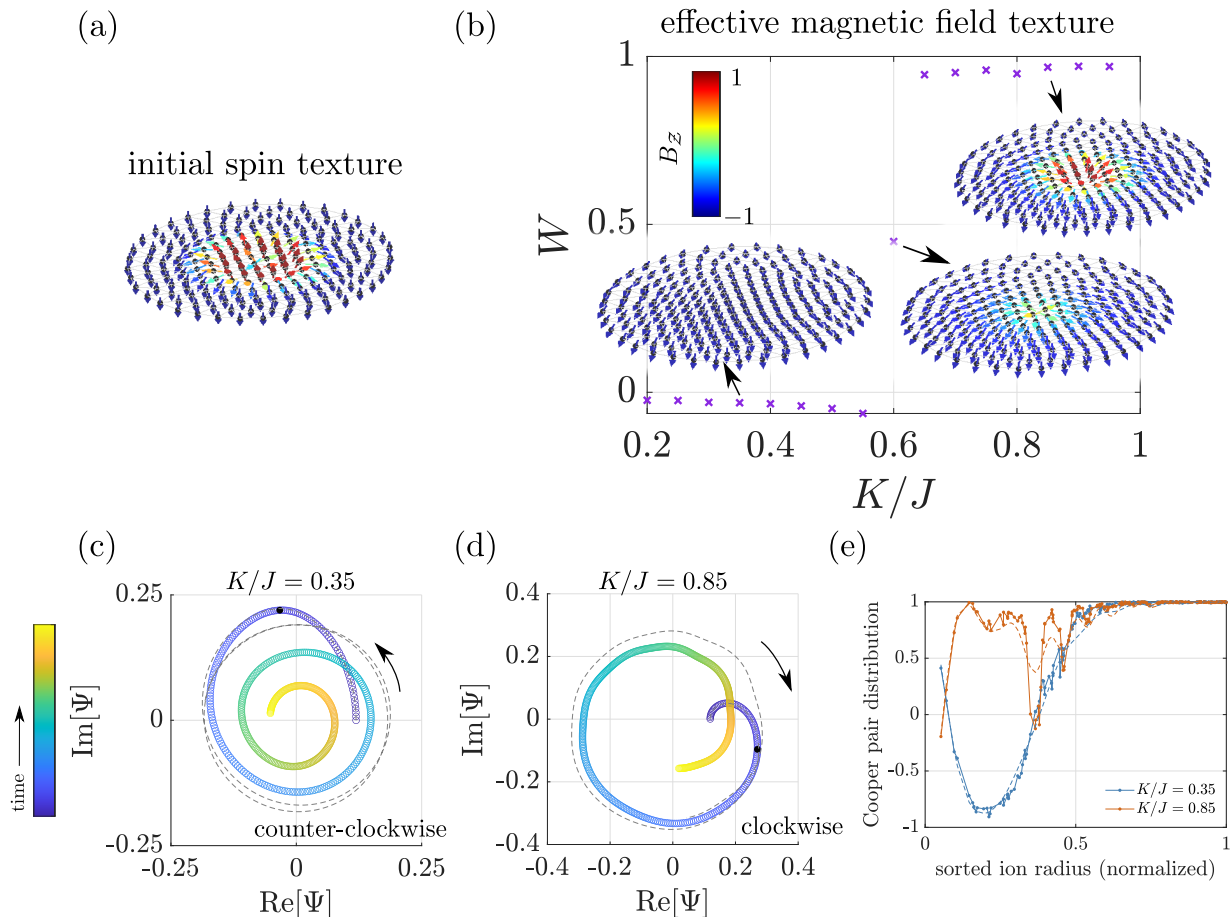 (a)
initial spin texture
(b)
effective magnetic field texture
W
1
0.5
0
B_Z
1
−1
0.2
0.4
0.6
0.8
1
K/J
(c)
K/J = 0.35
time
Im[Ψ]
0.25
0
-0.25
counter-clockwise
-0.25
0
0.25
Re[Ψ]
(d)
K/J = 0.85
Im[Ψ]
0.4
0.2
0
-0.2
-0.4
clockwise
-0.4
-0.2
0
0.2
0.4
Re[Ψ]
(e)
Cooper pair distribution
1
0.5
0
-0.5
-1
K/J = 0.35
K/J = 0.85
0
0.5
1
sorted ion radius (normalized)